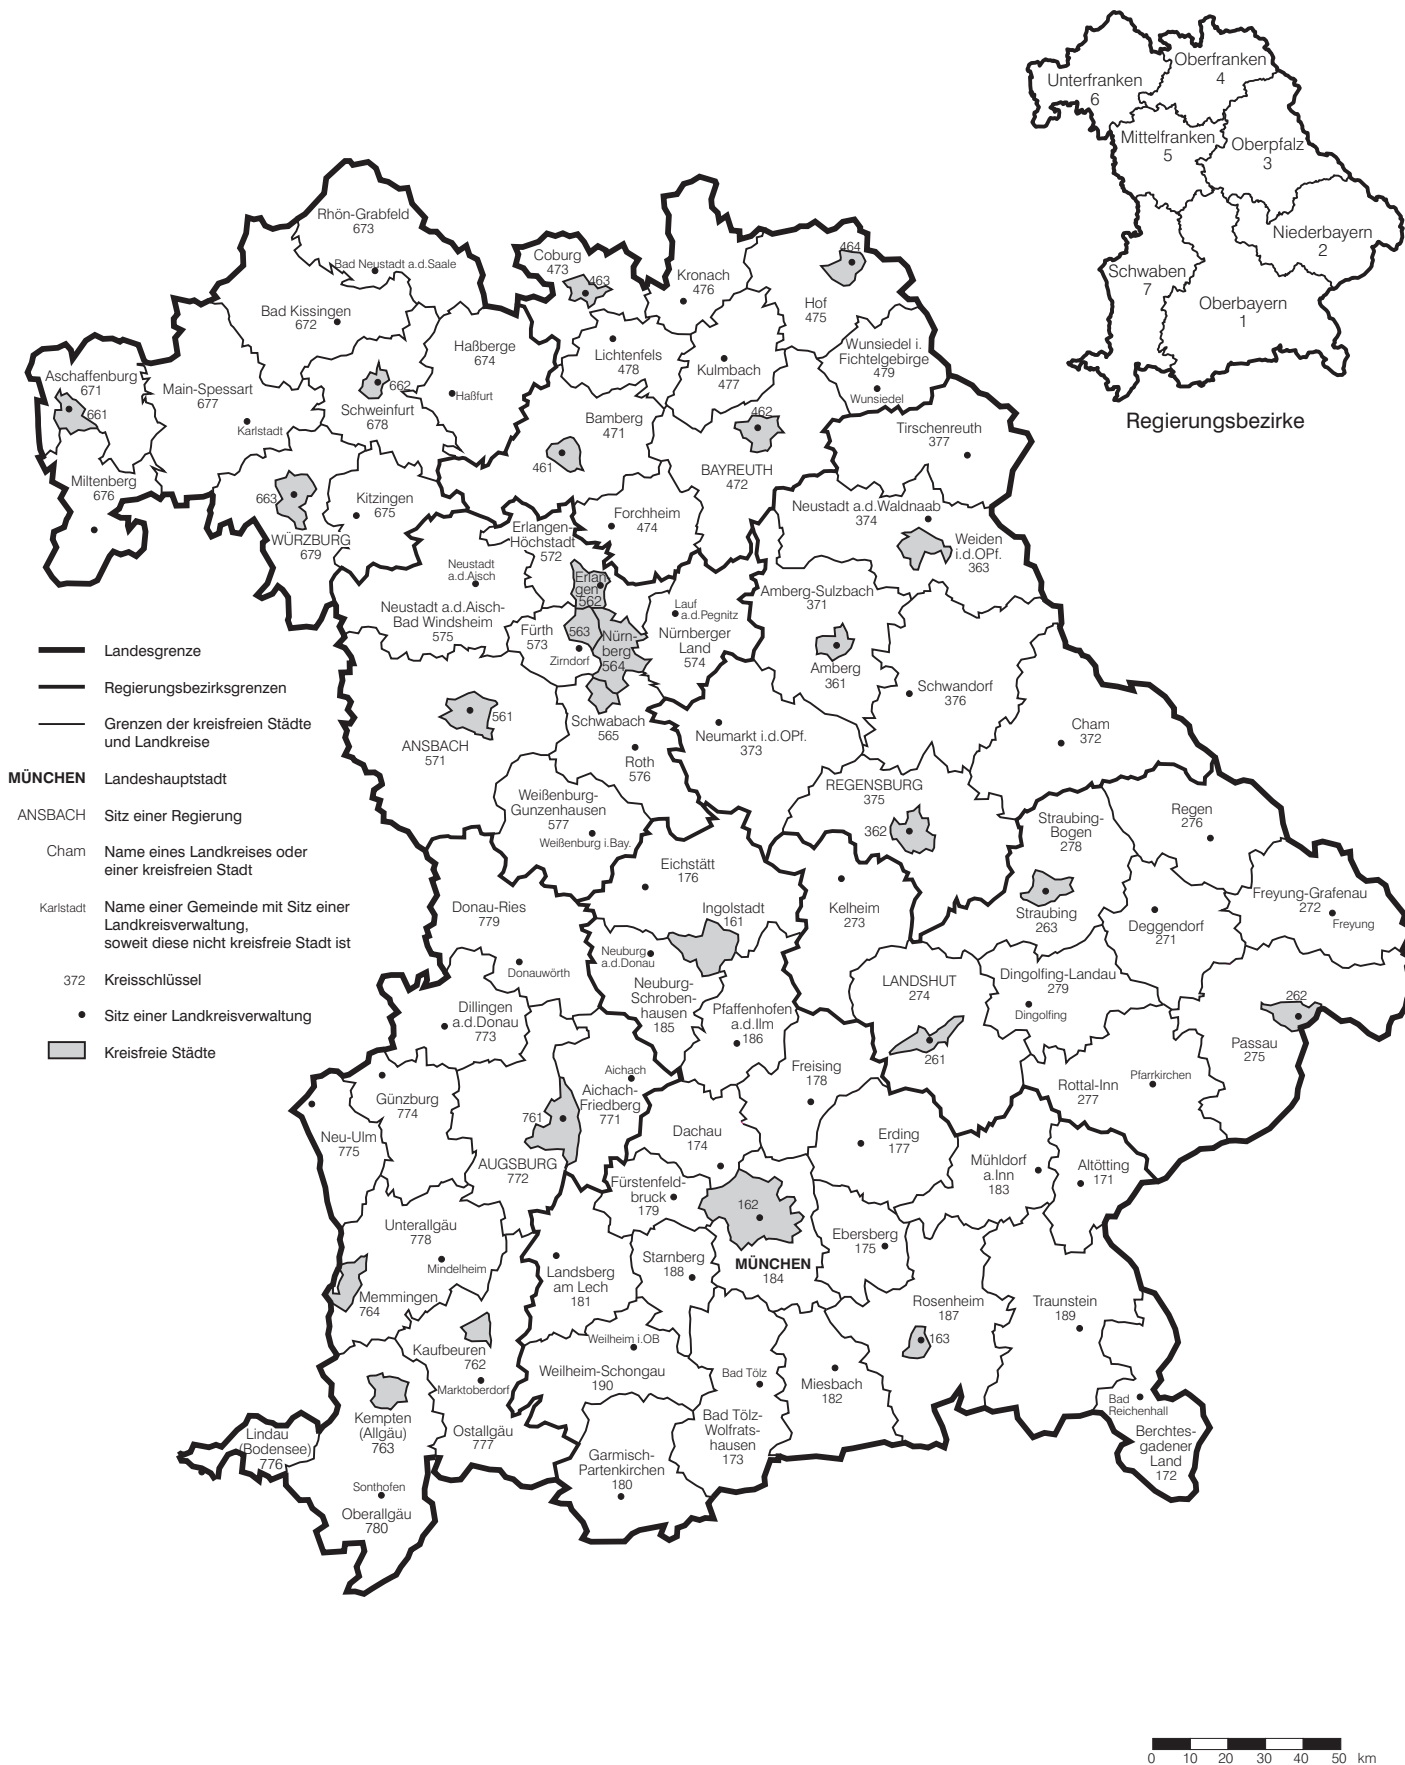 Oberfranken
4
Unterfranken
6
Mittelfranken
5
Oberpfalz
3
Niederbayern
2
Schwaben
7
Oberbayern
1
Regierungsbezirke
Rhön-Grabfeld
673
Bad Neustadt a.d.Saale
Coburg
473
463
Kronach
476
464
Hof
475
Bad Kissingen
672
Haßberge
674
Haßfurt
Lichtenfels
478
Kulmbach
477
Wunsiedel i.
Fichtelgebirge
479
Wunsiedel
Aschaffenburg
671
661
Main-Spessart
677
Karlstadt
662
Schweinfurt
678
Bamberg
471
461
462
BAYREUTH
472
Tirschenreuth
377
Miltenberg
676
663
WÜRZBURG
679
Kitzingen
675
Forchheim
474
Erlangen-
Höchstadt
572
Neustadt a.d.Waldnaab
374
Weiden
i.d.OPf.
363
Neustadt
a.d.Aisch
Neustadt a.d.Aisch-
Bad Windsheim
575
Erlan-
gen
562
Fürth
573
Zirndorf
563
Nürn-
berg
564
Lauf
a.d.Pegnitz
Nürnberger
Land
574
Amberg-Sulzbach
371
Amberg
361
Schwandorf
376
Cham
372
561
ANSBACH
571
Schwabach
565
Roth
576
Neumarkt i.d.OPf.
373
REGENSBURG
375
362
Weißenburg-
Gunzenhausen
577
Weißenburg i.Bay.
Landesgrenze
Regierungsbezirksgrenzen
Grenzen der kreisfreien Städte
und Landkreise
MÜNCHEN Landeshauptstadt
ANSBACH Sitz einer Regierung
Cham Name eines Landkreises oder
einer kreisfreien Stadt
Karlstadt Name einer Gemeinde mit Sitz einer
Landkreisverwaltung,
soweit diese nicht kreisfreie Stadt ist
372 Kreisschlüssel
Sitz einer Landkreisverwaltung
Kreisfreie Städte
Straubing-
Bogen
278
Regen
276
Eichstätt
176
Ingolstadt
161
Kelheim
273
Straubing
263
Deggendorf
271
Freyung-Grafenau
272
Freyung
Donau-Ries
779
Donauwörth
Neuburg
a.d.Donau
Neuburg-
Schroben-
hausen
185
Pfaffenhofen
a.d.Ilm
186
LANDSHUT
274
261
Dingolfing-Landau
279
Dingolfing
262
Passau
275
Dillingen
a.d.Donau
773
Rottal-Inn
277
Pfarrkirchen
Günzburg
774
Neu-Ulm
775
761
AUGSBURG
772
Aichach
Aichach-
Friedberg
771
Freising
178
Dachau
174
Erding
177
Mühldorf
a.Inn
183
Altötting
171
Fürstenfeld-
bruck
179
162
MÜNCHEN
184
Ebersberg
175
Unterallgäu
778
Mindelheim
Memmingen
764
Landsberg
am Lech
181
Starnberg
188
Rosenheim
187
163
Traunstein
189
Kaufbeuren
762
Marktoberdorf
Ostallgäu
777
Weilheim i.OB
Weilheim-Schongau
190
Bad Tölz
Bad Tölz-
Wolfrats-
hausen
173
Miesbach
182
Bad
Reichenhall
Berchtes-
gadener
Land
172
Kempten
(Allgäu)
763
Lindau
(Bodensee)
776
Sonthofen
Oberallgäu
780
Garmisch-
Partenkirchen
180
0 10 20 30 40 50 km